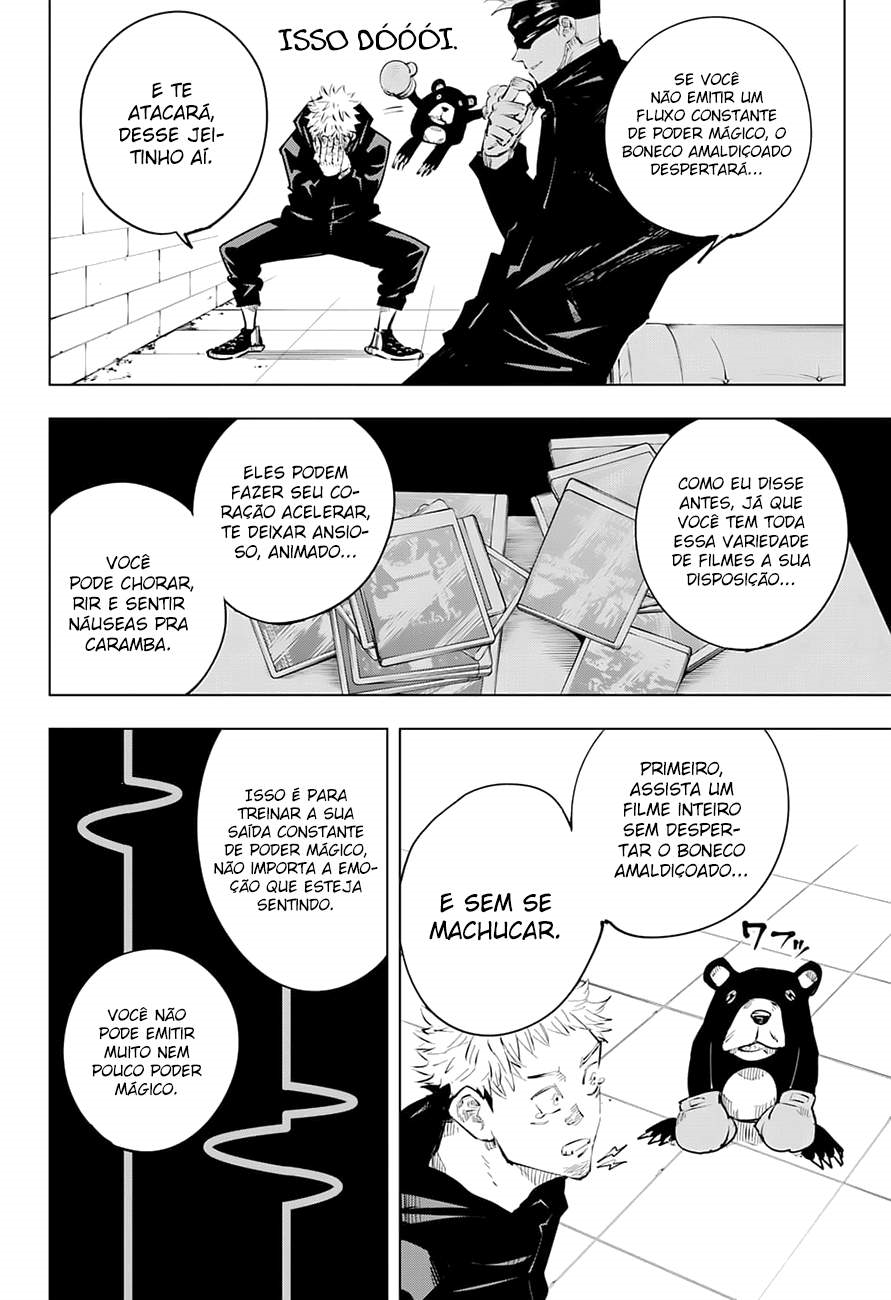 SE VOCÊ
NÃO EMITIR UM
FLUXO CONSTANTE
DE PODER MÁGICO, O
BONECO AMALDIÇOADO
DESPERTARÁ...
ISSO DÓÓÓI.
E TE
ATACARÁ,
DESSE JEI-
TINHO AÍ.
COMO EU DISSE
ANTES, JÁ QUE
VOCÊ TEM TODA
ESSA VARIEDADE
DE FILMES A SUA
DISPOSIÇÃO...
ELES PODEM
FAZER SEU CO-
RAÇÃO ACELERAR,
TE DEIXAR ANSIO-
SO, ANIMADO...
VOCÊ
PODE CHORAR,
RIR E SENTIR
NÁUSEAS PRA
CARAMBA.
PRIMEIRO,
ASSISTA UM
FILME INTEIRO
SEM DESPER-
TAR O BONECO
AMALDIÇOADO...
E SEM SE
MACHUCAR.
ワフッ
ISSO É PARA
TREINAR A SUA
SAÍDA CONSTANTE
DE PODER MÁGICO,
NÃO IMPORTA A EMO-
ÇÃO QUE ESTEJA
SENTINDO.
VOCÊ NÃO
PODE EMITIR
MUITO NEM
POUCO PODER
MÁGICO.